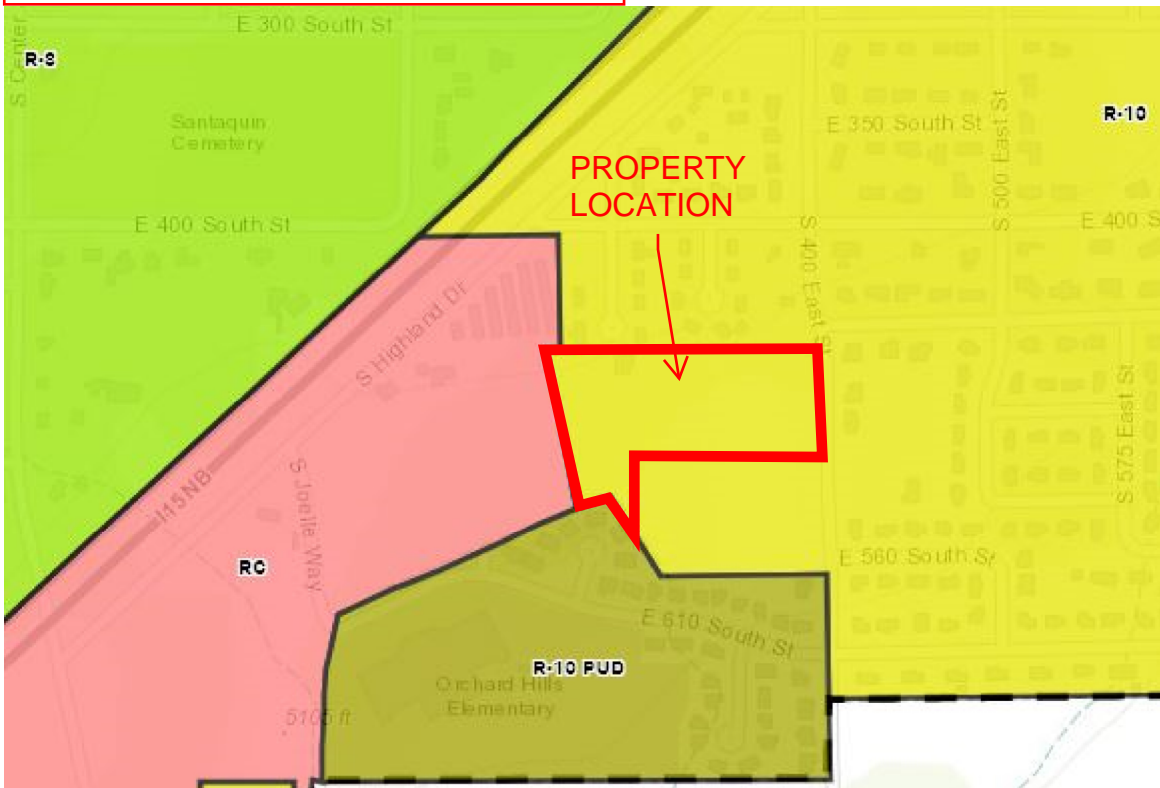 E 300 South St
S Center
R-8
Santaquin
Cemetery
E 350 South St
S 500 East St
R-10
PROPERTY
LOCATION
E 400 South St
S 400 East St
E 400 S
S Highland Dr
S 575 East St
I15NB
S Joelle Way
RC
E 560 South St
E 610 South St
R-10 PUD
Orchard Hills
Elementary
5105 ft